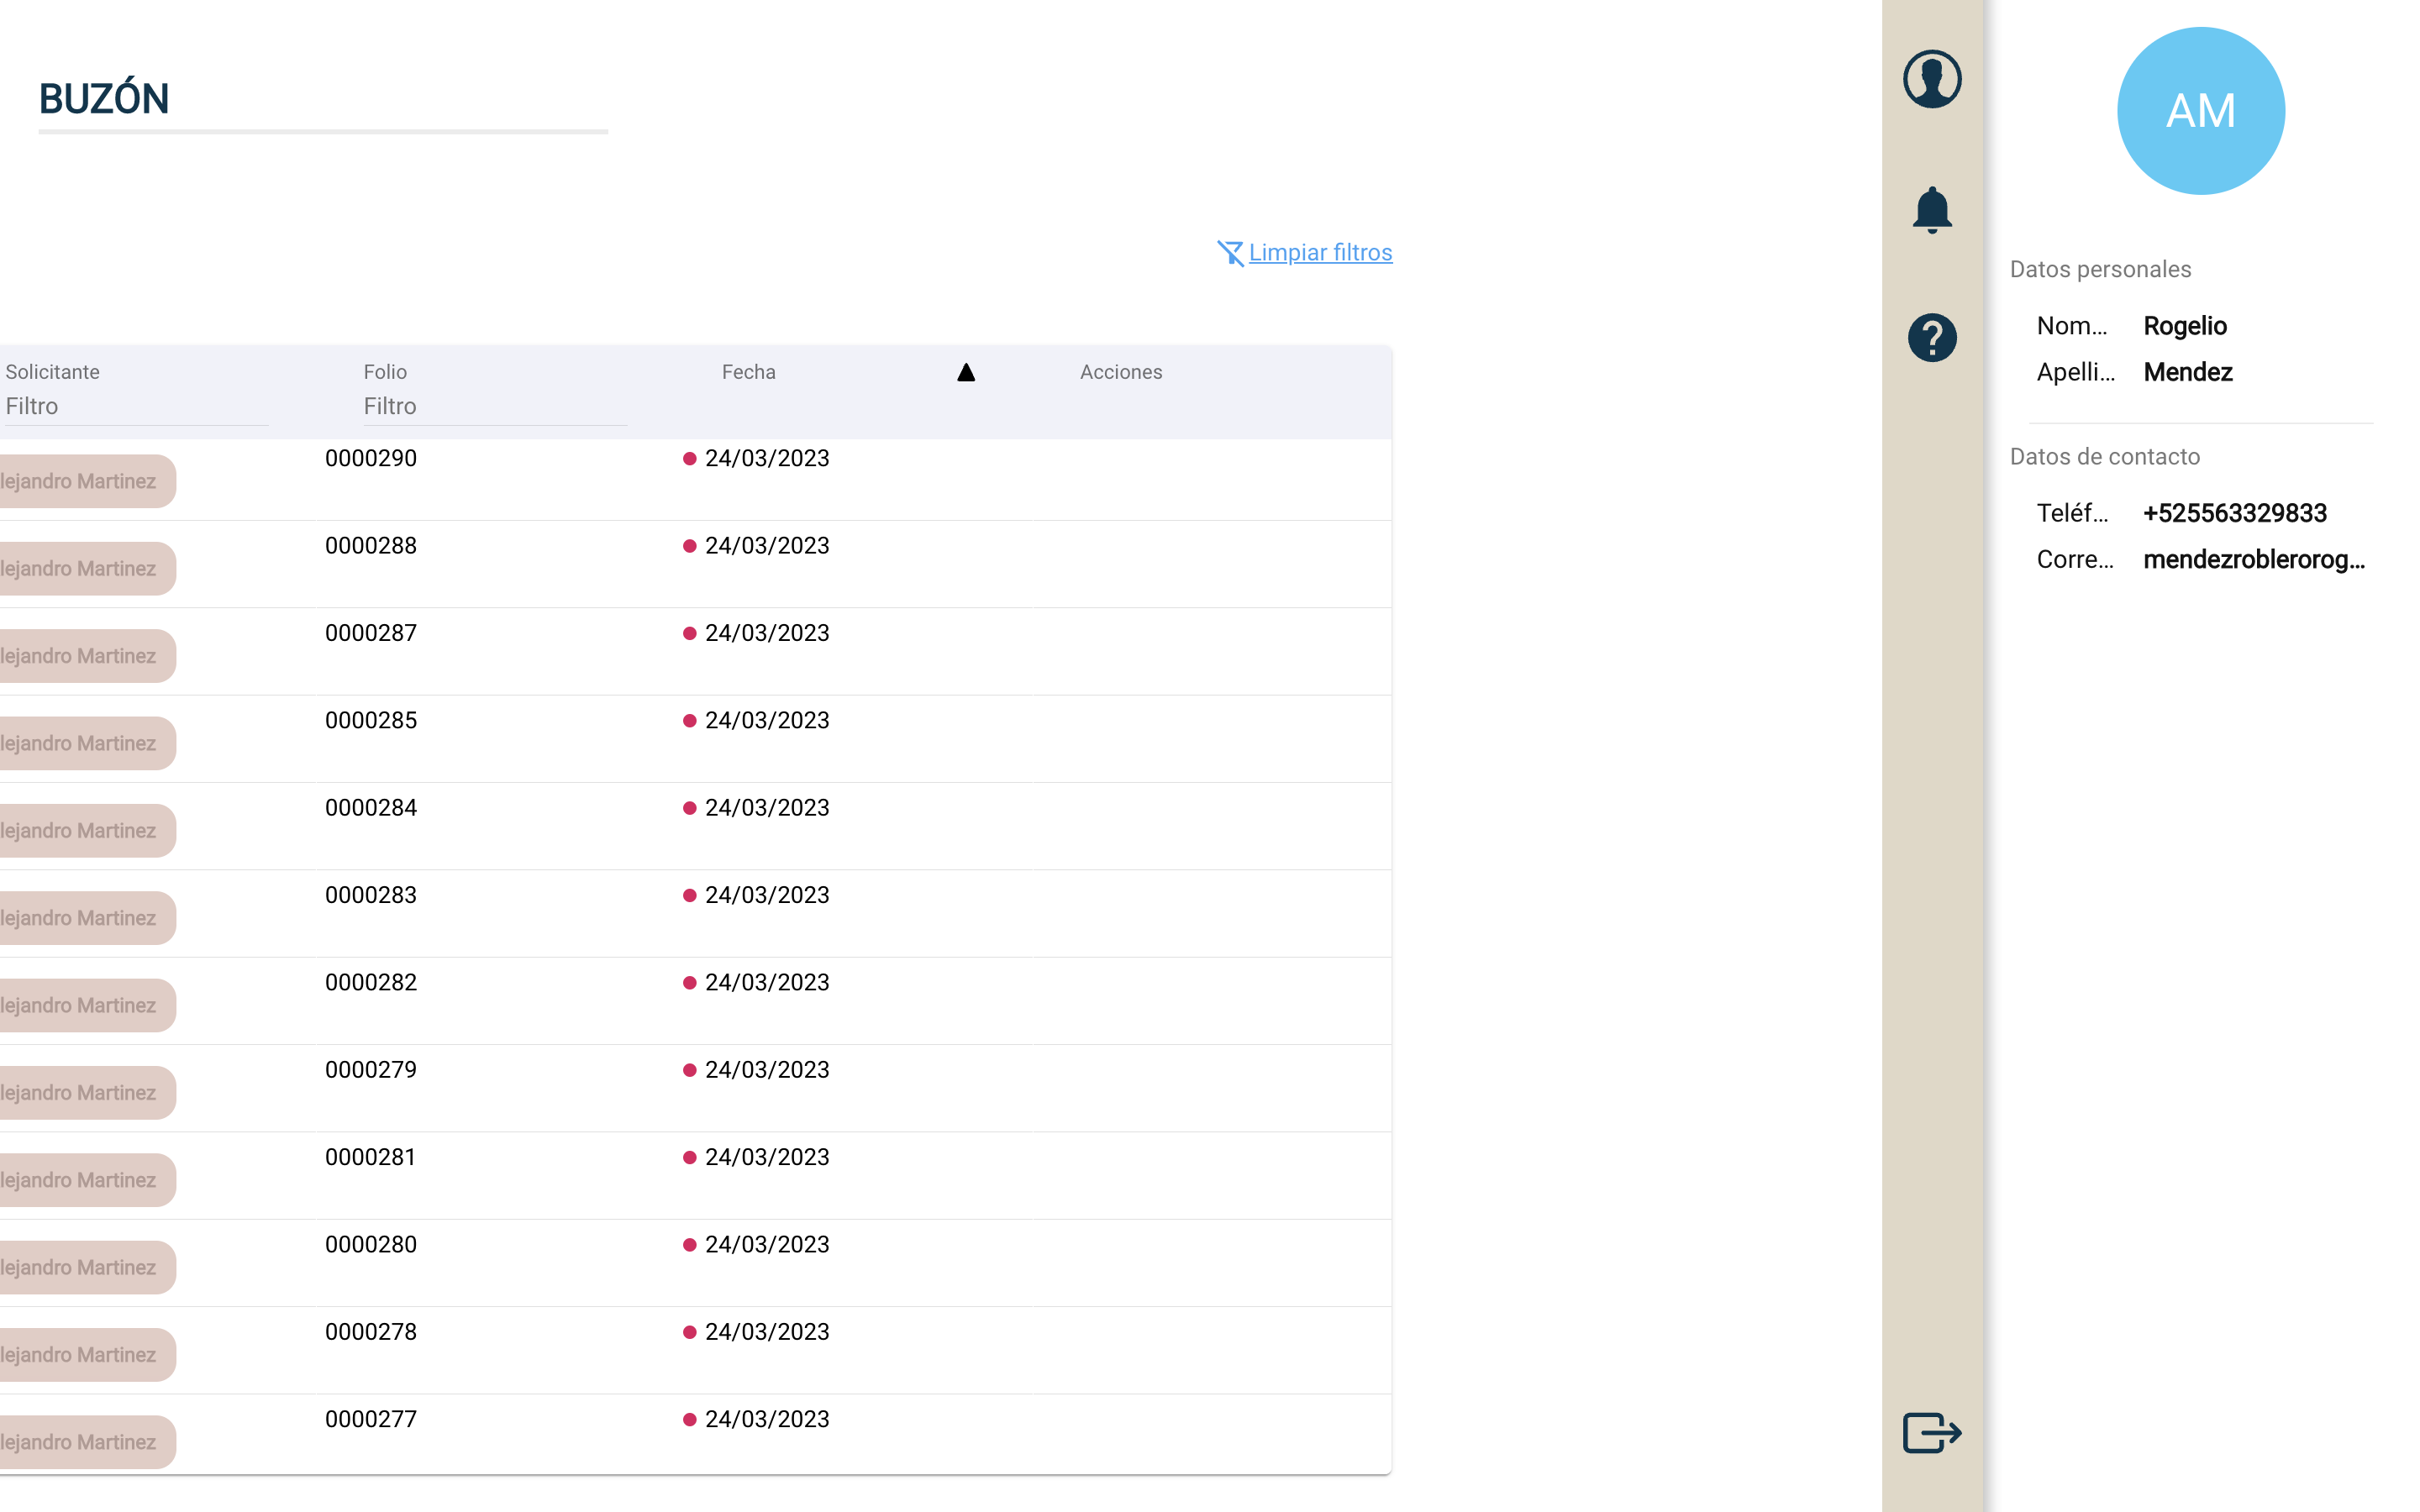 BUZÓN
Limpiar filtros
Solicitante Folio Fecha Acciones
Filtro Filtro
lejandro Martinez 0000290 24/03/2023
lejandro Martinez 0000288 24/03/2023
lejandro Martinez 0000287 24/03/2023
lejandro Martinez 0000285 24/03/2023
lejandro Martinez 0000284 24/03/2023
lejandro Martinez 0000283 24/03/2023
lejandro Martinez 0000282 24/03/2023
lejandro Martinez 0000279 24/03/2023
lejandro Martinez 0000281 24/03/2023
lejandro Martinez 0000280 24/03/2023
lejandro Martinez 0000278 24/03/2023
lejandro Martinez 0000277 24/03/2023
AM
Datos personales
Nom... Rogelio
Apelli... Mendez
Datos de contacto
Teléf... +525563329833
Corre... mendezroblerorog...